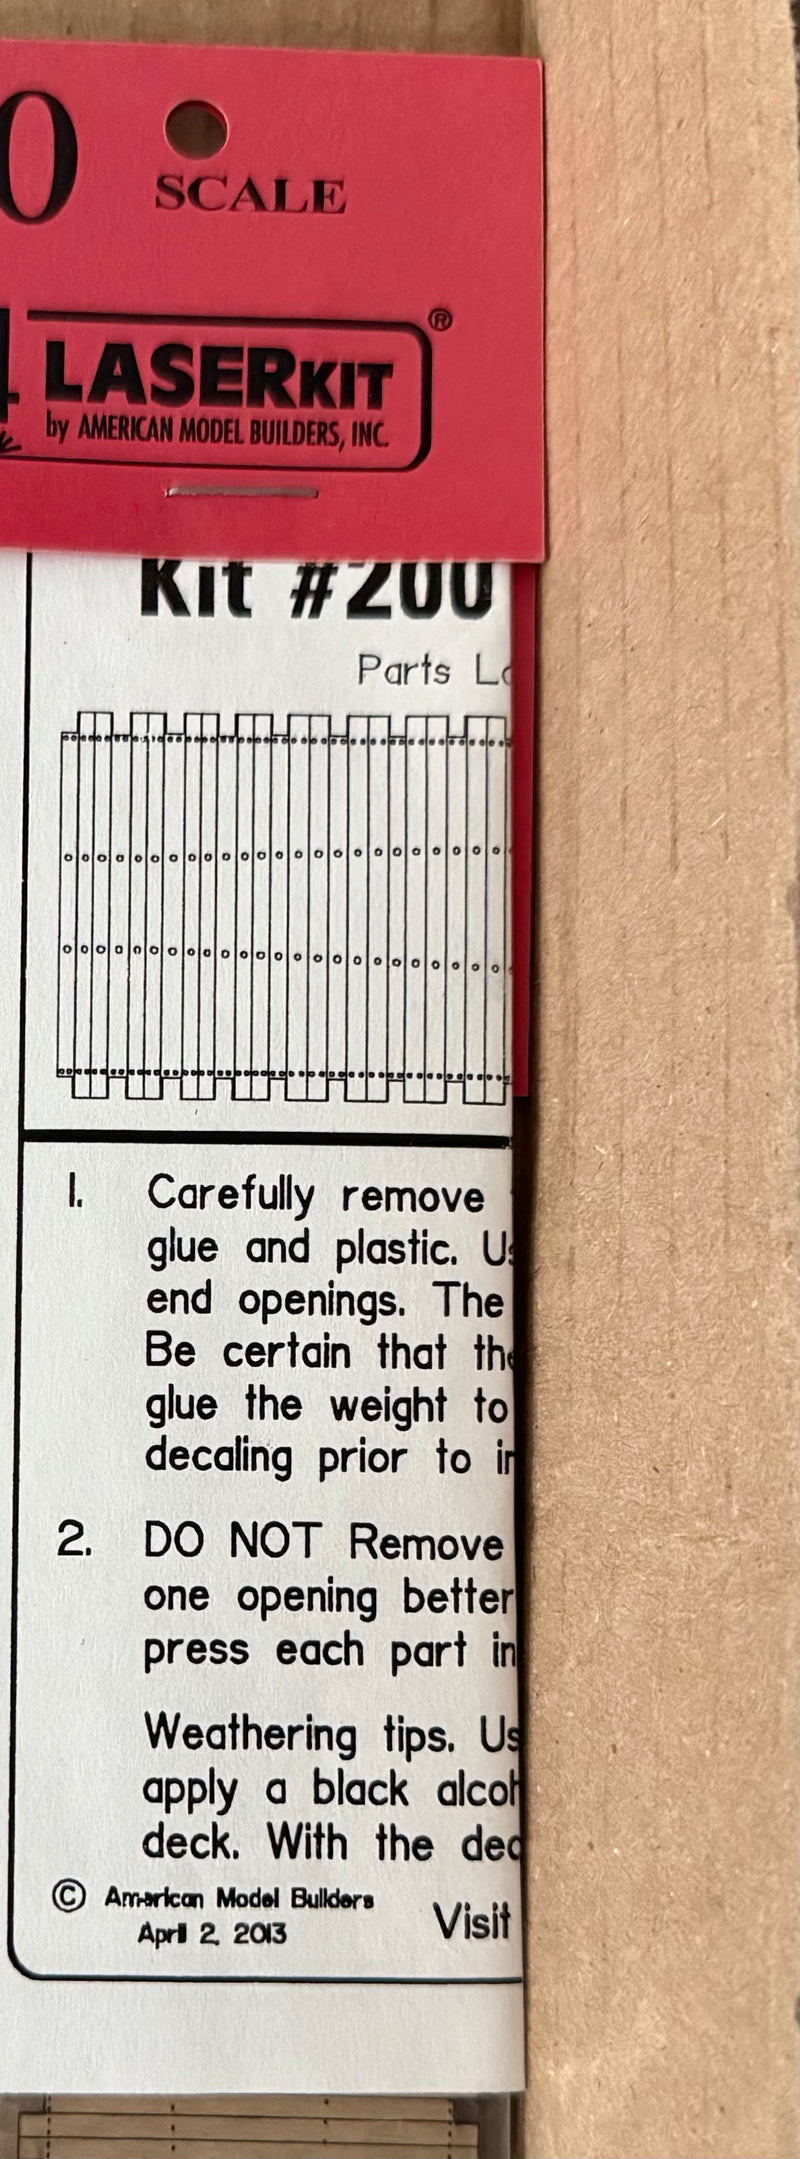 SCALE
®
LASERKIT
by AMERICAN MODEL BUILDERS, INC.
Kit #200
Parts
1. Carefully remove
glue and plastic.
end openings. The
Be certain that
glue the weight to
decaling prior to
2. DO NOT Remove
one opening better
press each part in
Weathering tips.
apply a black
deck. With the
© American Model Builders
April 2, 2013
Visit